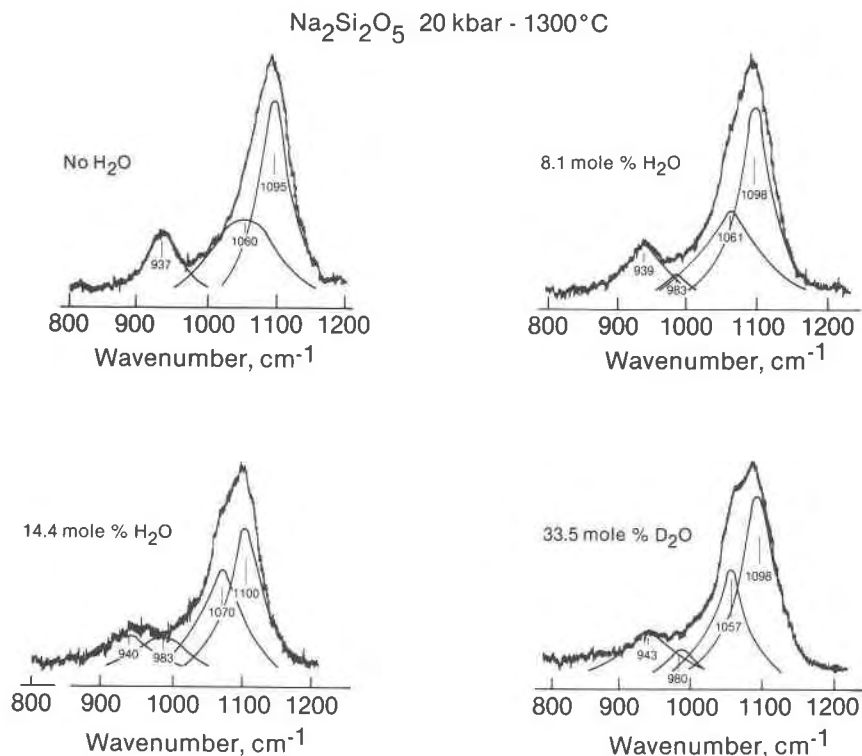 Na2Si2O5 20 kbar - 1300°C
No H2O
1095
1060
937
800 900 1000 1100 1200
Wavenumber, cm-1
8.1 mole % H2O
1098
1061
939
983
800 900 1000 1100 1200
Wavenumber, cm-1
14.4 mole % H2O
1100
1070
940
983
800 900 1000 1100 1200
Wavenumber, cm-1
33.5 mole % D2O
1098
1057
943
980
800 900 1000 1100 1200
Wavenumber, cm-1